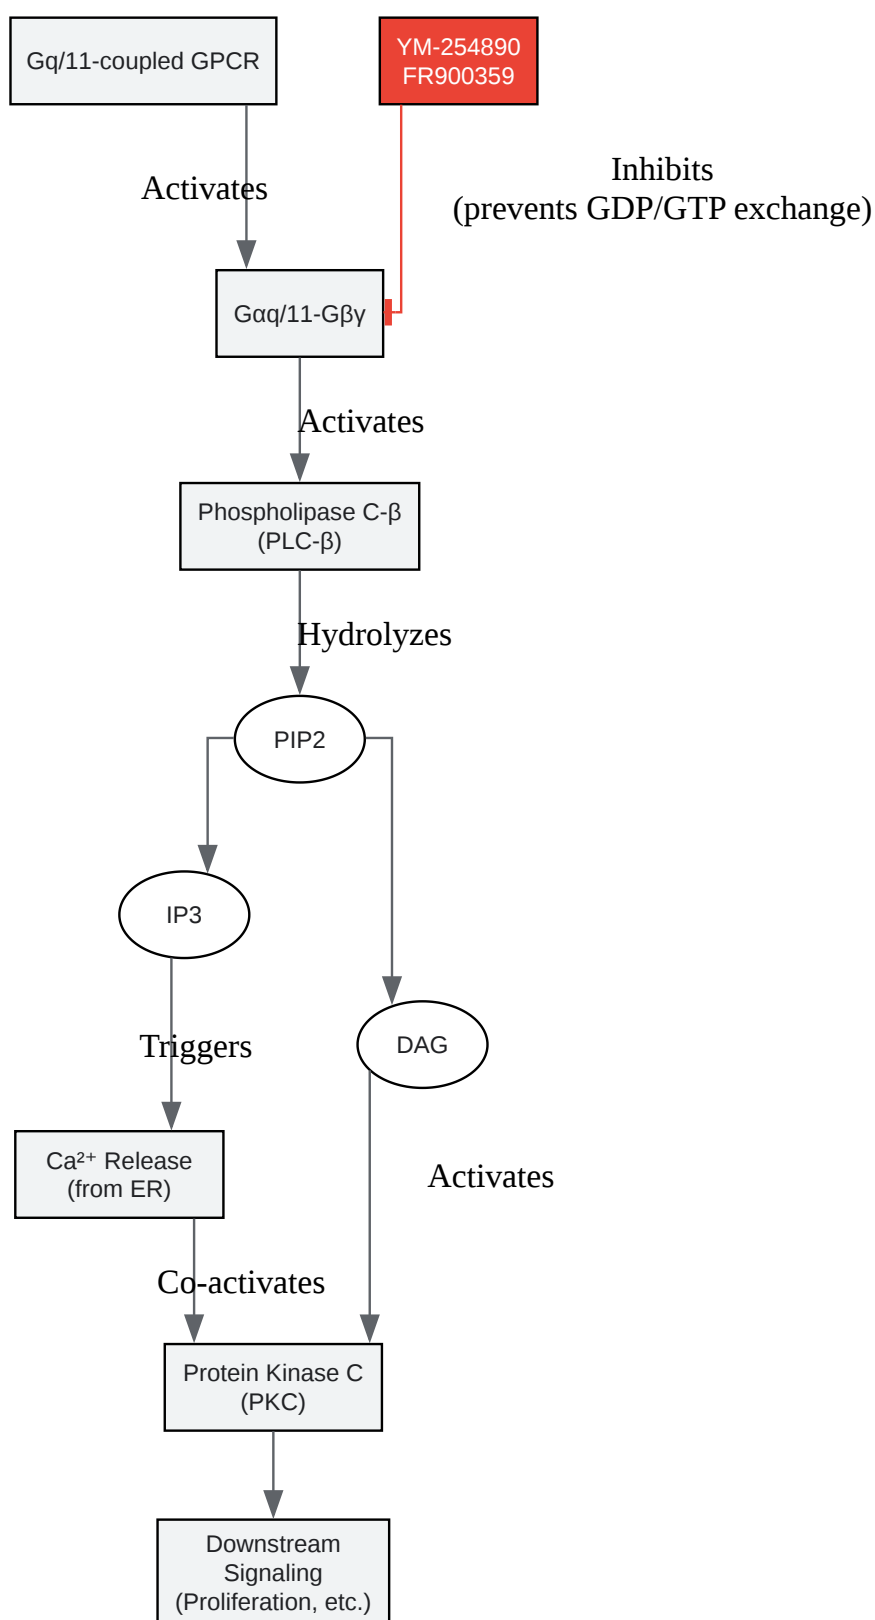 Gq/11-coupled GPCR
YM-254890
FR900359
Activates
Inhibits
(prevents GDP/GTP exchange)
Gαq/11-Gβγ
Activates
Phospholipase C-β
(PLC-β)
Hydrolyzes
PIP2
IP3
DAG
Triggers
Ca²⁺ Release
(from ER)
Activates
Co-activates
Protein Kinase C
(PKC)
Downstream
Signaling
(Proliferation, etc.)